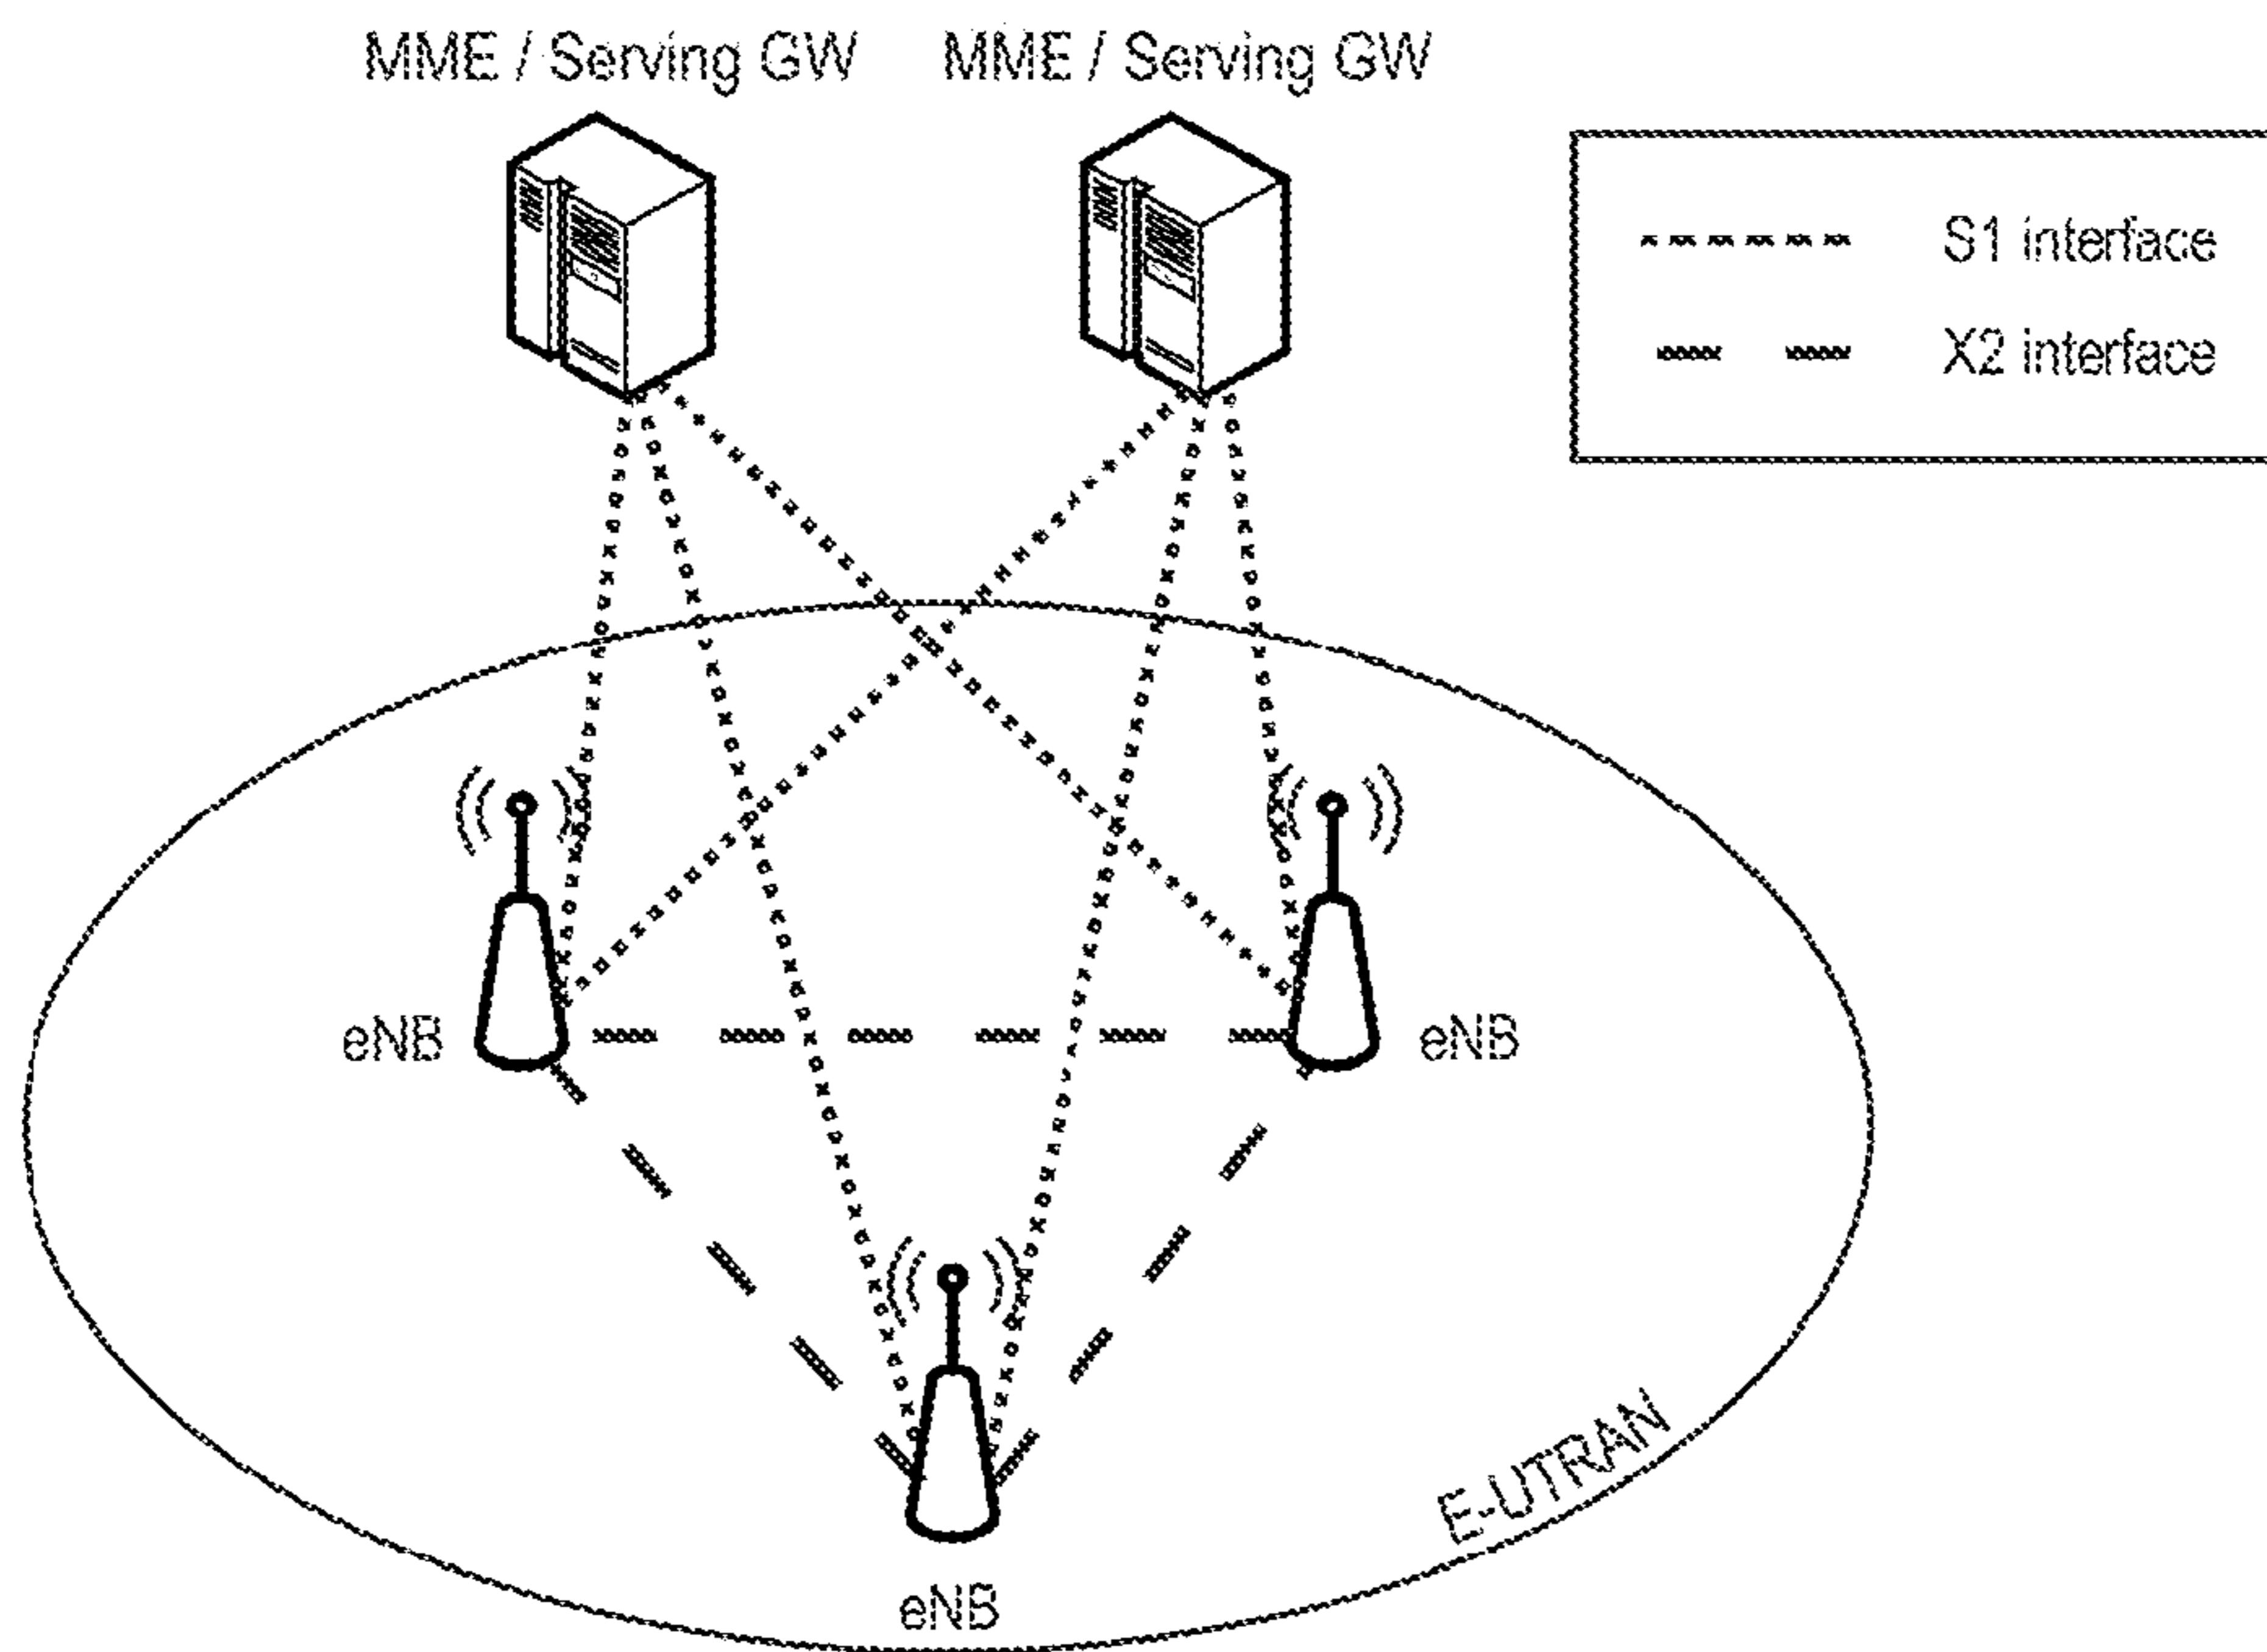 MME / Serving GW
MME / Serving GW
S1 interface
X2 interface
eNB
eNB
E-UTRAN
eNB